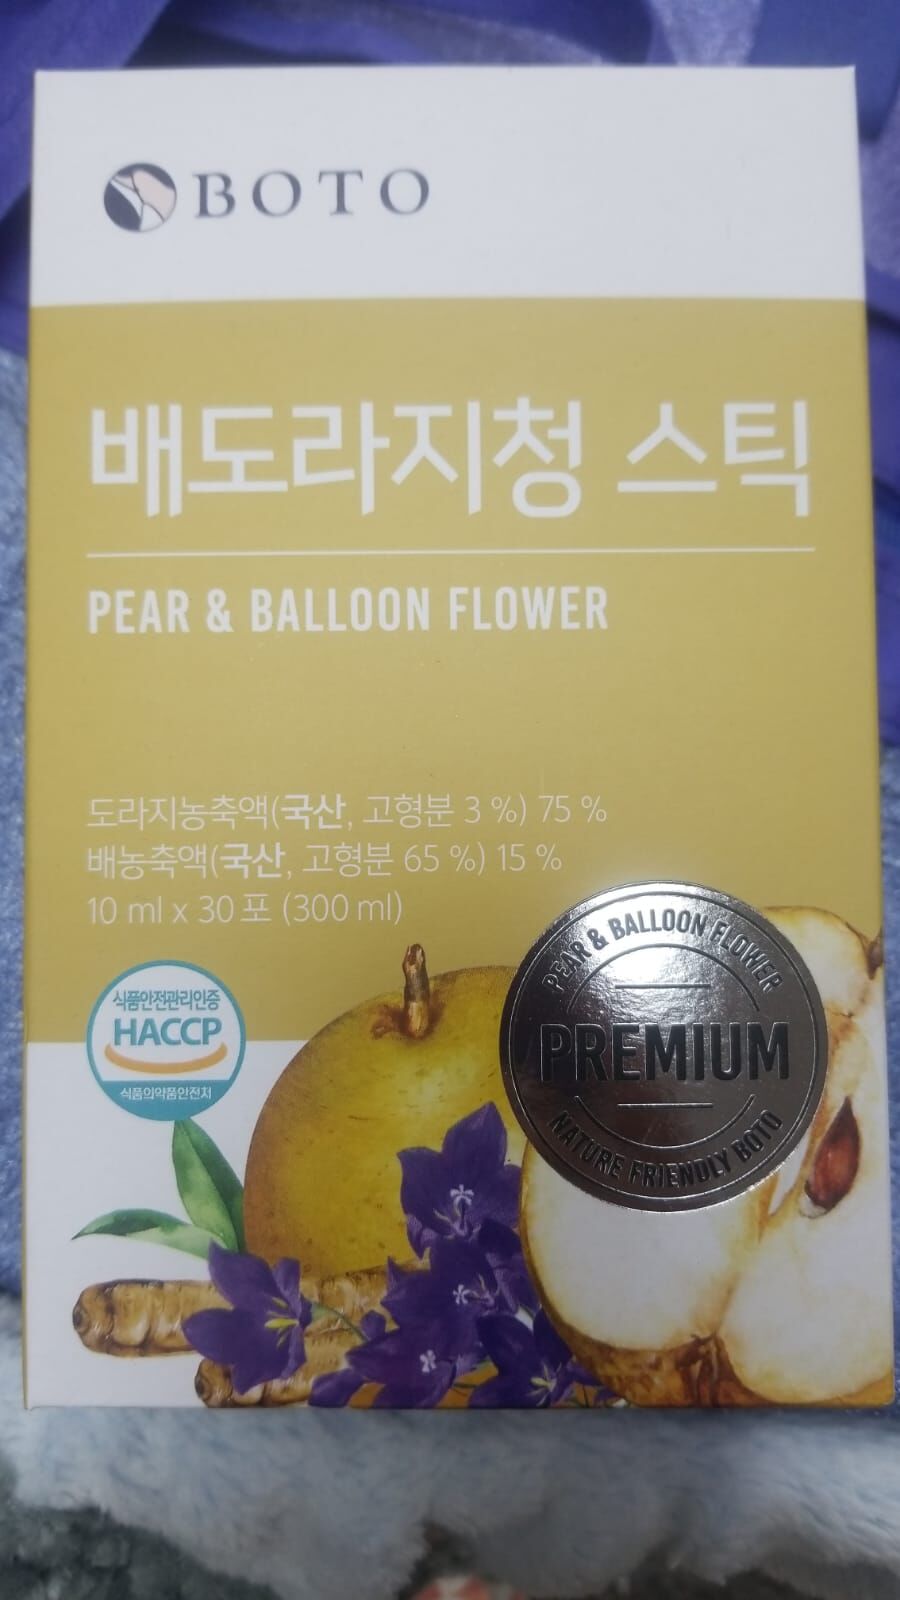 BOTO
배도라지청 스틱
PEAR & BALLOON FLOWER
도라지농축액(국산, 고형분 3 %) 75 %
배농축액(국산, 고형분 65 %) 15 %
10 ml x 30 포 (300 ml)
식품안전관리인증
HACCP
식품의약품안전처
PEAR & BALLOON FLOWER
PREMIUM
NATURE FRIENDLY BOTO